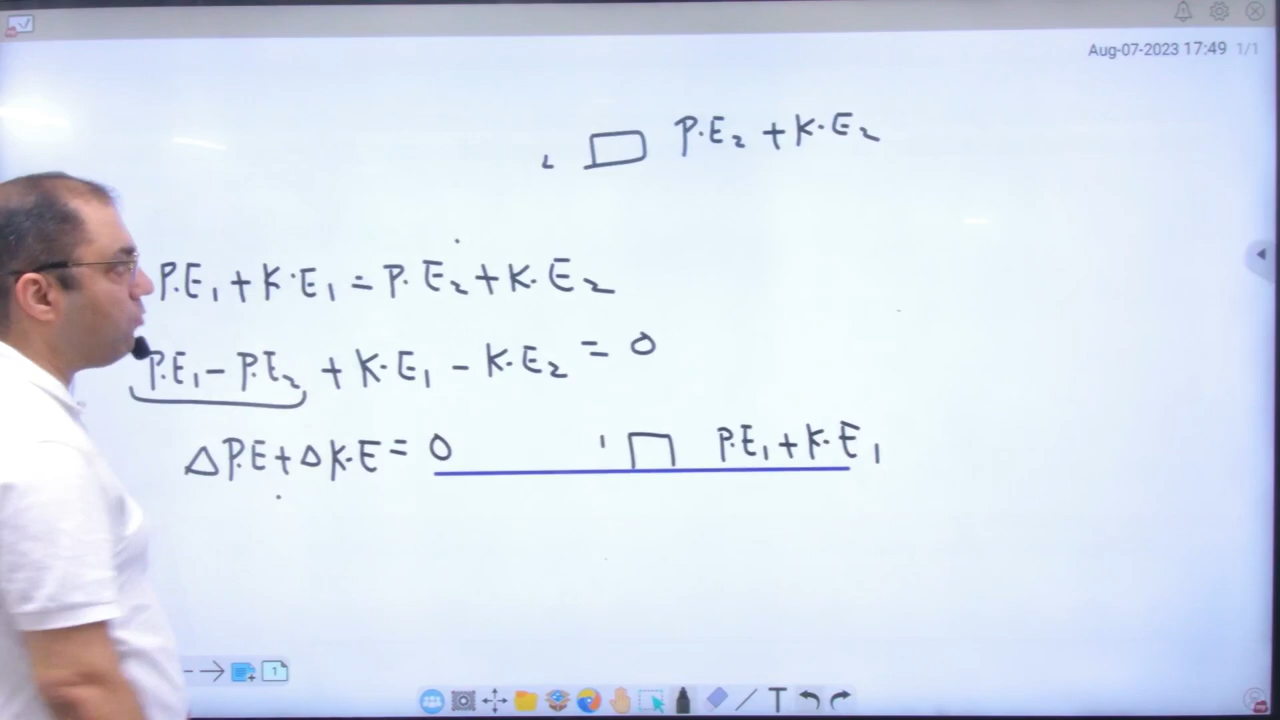 Aug-07-2023 17:49 1/1
2 P.E₂ + K.E₂
P.E₁ + K.E₁ = P.E₂ + K.E₂
P.E₁ - P.E₂ + K.E₁ - K.E₂ = 0
ΔP.E + ΔK.E = 0
1 P.E₁ + K.E₁
1
T